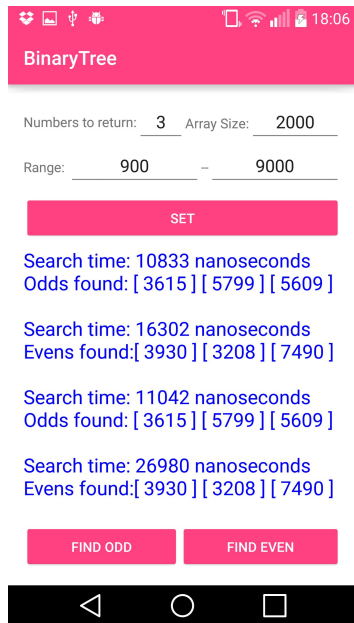 18:06
BinaryTree
Numbers to return: 3 Array Size: 2000
Range: 900 – 9000
SET
Search time: 10833 nanoseconds
Odds found: [ 3615 ] [ 5799 ] [ 5609 ]
Search time: 16302 nanoseconds
Evens found:[ 3930 ] [ 3208 ] [ 7490 ]
Search time: 11042 nanoseconds
Odds found: [ 3615 ] [ 5799 ] [ 5609 ]
Search time: 26980 nanoseconds
Evens found:[ 3930 ] [ 3208 ] [ 7490 ]
FIND ODD FIND EVEN